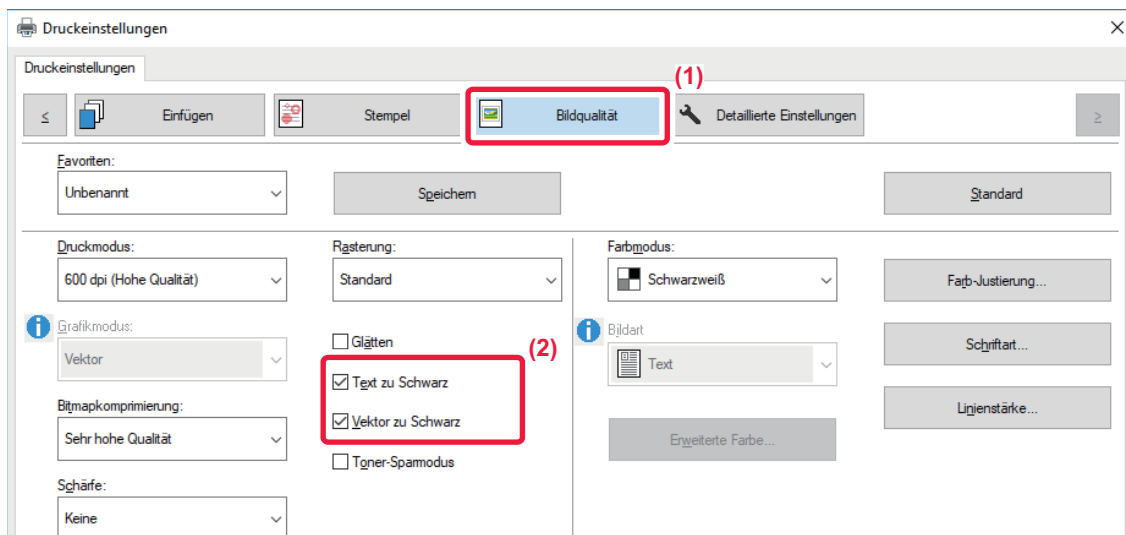 Druckeinstellungen
Druckeinstellungen
(1)
≤ Einfügen Stempel Bildqualität Detaillierte Einstellungen ≥
Favoriten:
Unbenannt Speichern Standard
Druckmodus: Rasterung: Farbmodus:
600 dpi (Hohe Qualität) Standard Schwarzweiß Farb-Justierung...
Grafikmodus: Glätten (2) Bildart Schriftart...
Vektor Text zu Schwarz Text
Bitmapkomprimierung: Vektor zu Schwarz Linienstärke...
Sehr hohe Qualität Erweiterte Farbe...
Toner-Sparmodus
Schärfe:
Keine